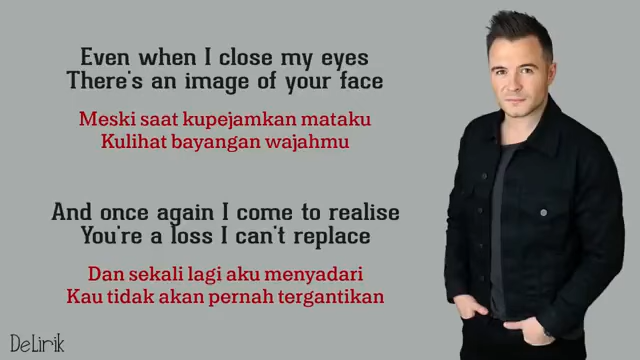 Even when I close my eyes
There's an image of your face
Meski saat kupejamkan mataku
Kulihat bayangan wajahmu
And once again I come to realise
You're a loss I can't replace
Dan sekali lagi aku menyadari
Kau tidak akan pernah tergantikan
DeLirik